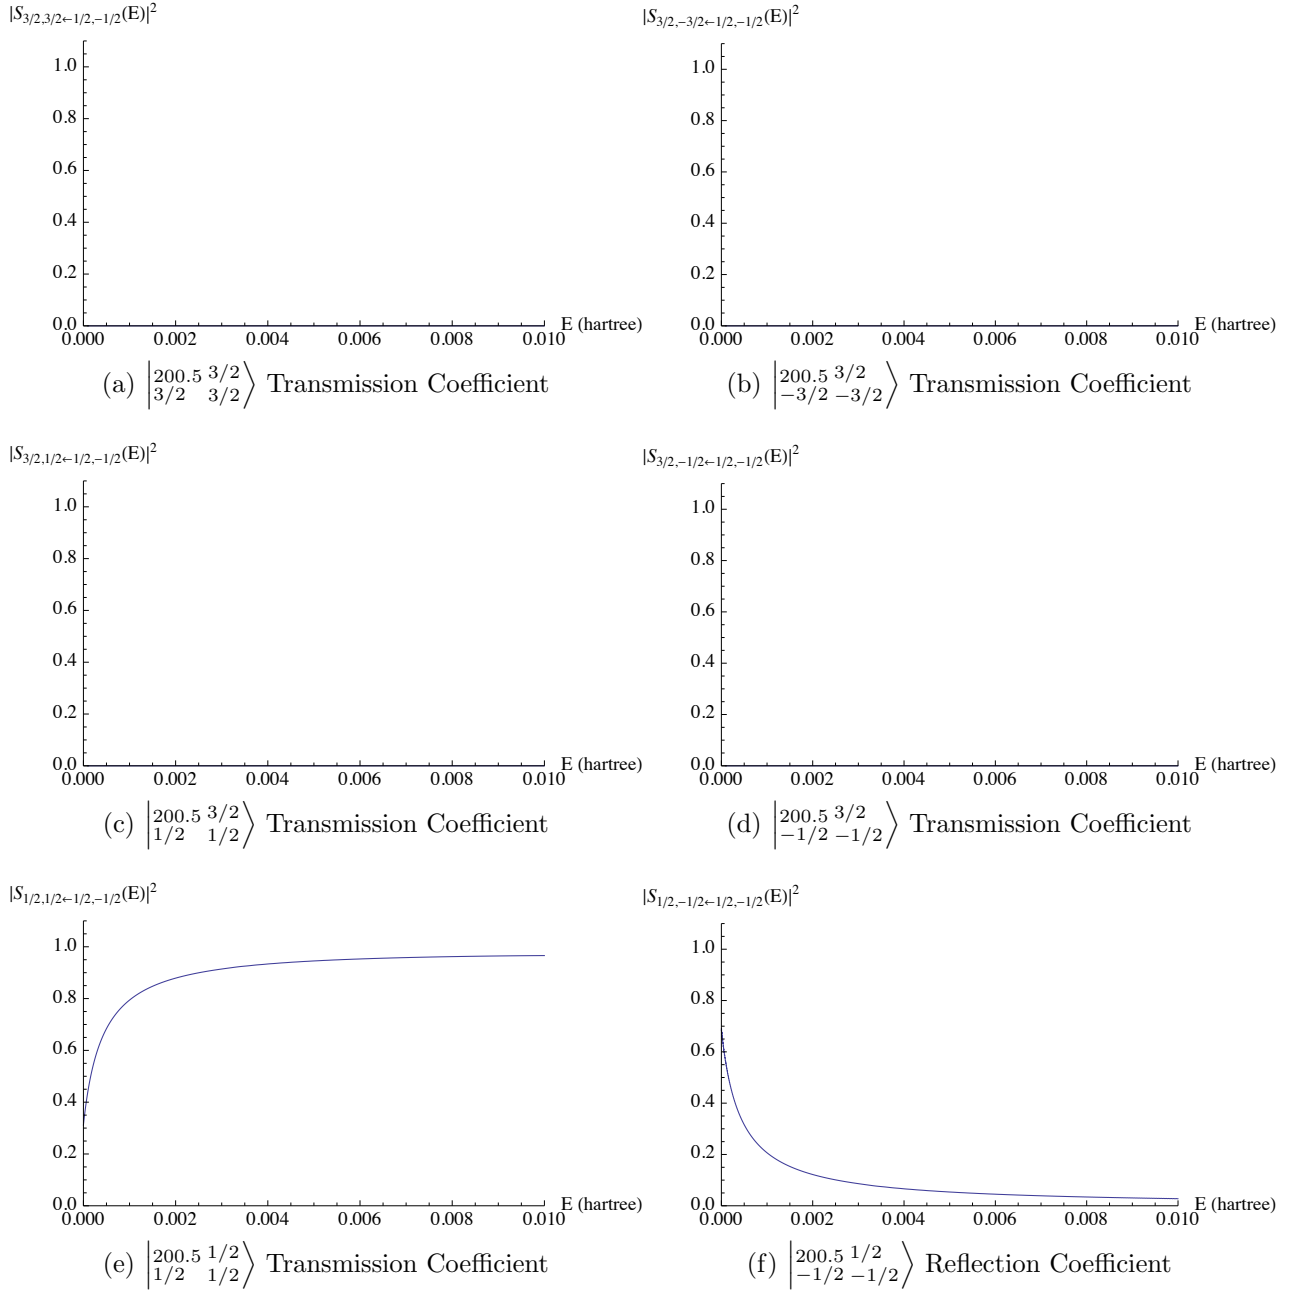 |S3/2,3/2←1/2,−1/2(E)|²
1.0
0.8
0.6
0.4
0.2
0.0
0.000 0.002 0.004 0.006 0.008 0.010
E (hartree)
(a) |200.5 3/2 3/2 3/2⟩ Transmission Coefficient
|S3/2,−3/2←1/2,−1/2(E)|²
1.0
0.8
0.6
0.4
0.2
0.0
0.000 0.002 0.004 0.006 0.008 0.010
E (hartree)
(b) |200.5 3/2 −3/2 −3/2⟩ Transmission Coefficient
|S3/2,1/2←1/2,−1/2(E)|²
1.0
0.8
0.6
0.4
0.2
0.0
0.000 0.002 0.004 0.006 0.008 0.010
E (hartree)
(c) |200.5 3/2 1/2 1/2⟩ Transmission Coefficient
|S3/2,−1/2←1/2,−1/2(E)|²
1.0
0.8
0.6
0.4
0.2
0.0
0.000 0.002 0.004 0.006 0.008 0.010
E (hartree)
(d) |200.5 3/2 −1/2 −1/2⟩ Transmission Coefficient
|S1/2,1/2←1/2,−1/2(E)|²
1.0
0.8
0.6
0.4
0.2
0.0
0.000 0.002 0.004 0.006 0.008 0.010
E (hartree)
(e) |200.5 1/2 1/2 1/2⟩ Transmission Coefficient
|S1/2,−1/2←1/2,−1/2(E)|²
1.0
0.8
0.6
0.4
0.2
0.0
0.000 0.002 0.004 0.006 0.008 0.010
E (hartree)
(f) |200.5 1/2 −1/2 −1/2⟩ Reflection Coefficient